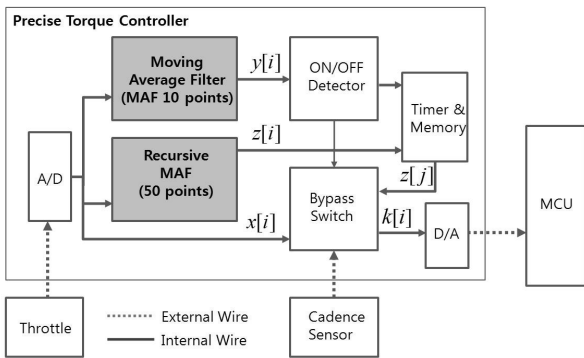 Precise Torque Controller
Moving
Average Filter
(MAF 10 points)
y[i]
ON/OFF
Detector
Timer &
Memory
A/D
Recursive
MAF
(50 points)
z[i]
z[j]
Bypass
Switch
x[i]
k[i]
D/A
MCU
Throttle
External Wire
Internal Wire
Cadence
Sensor